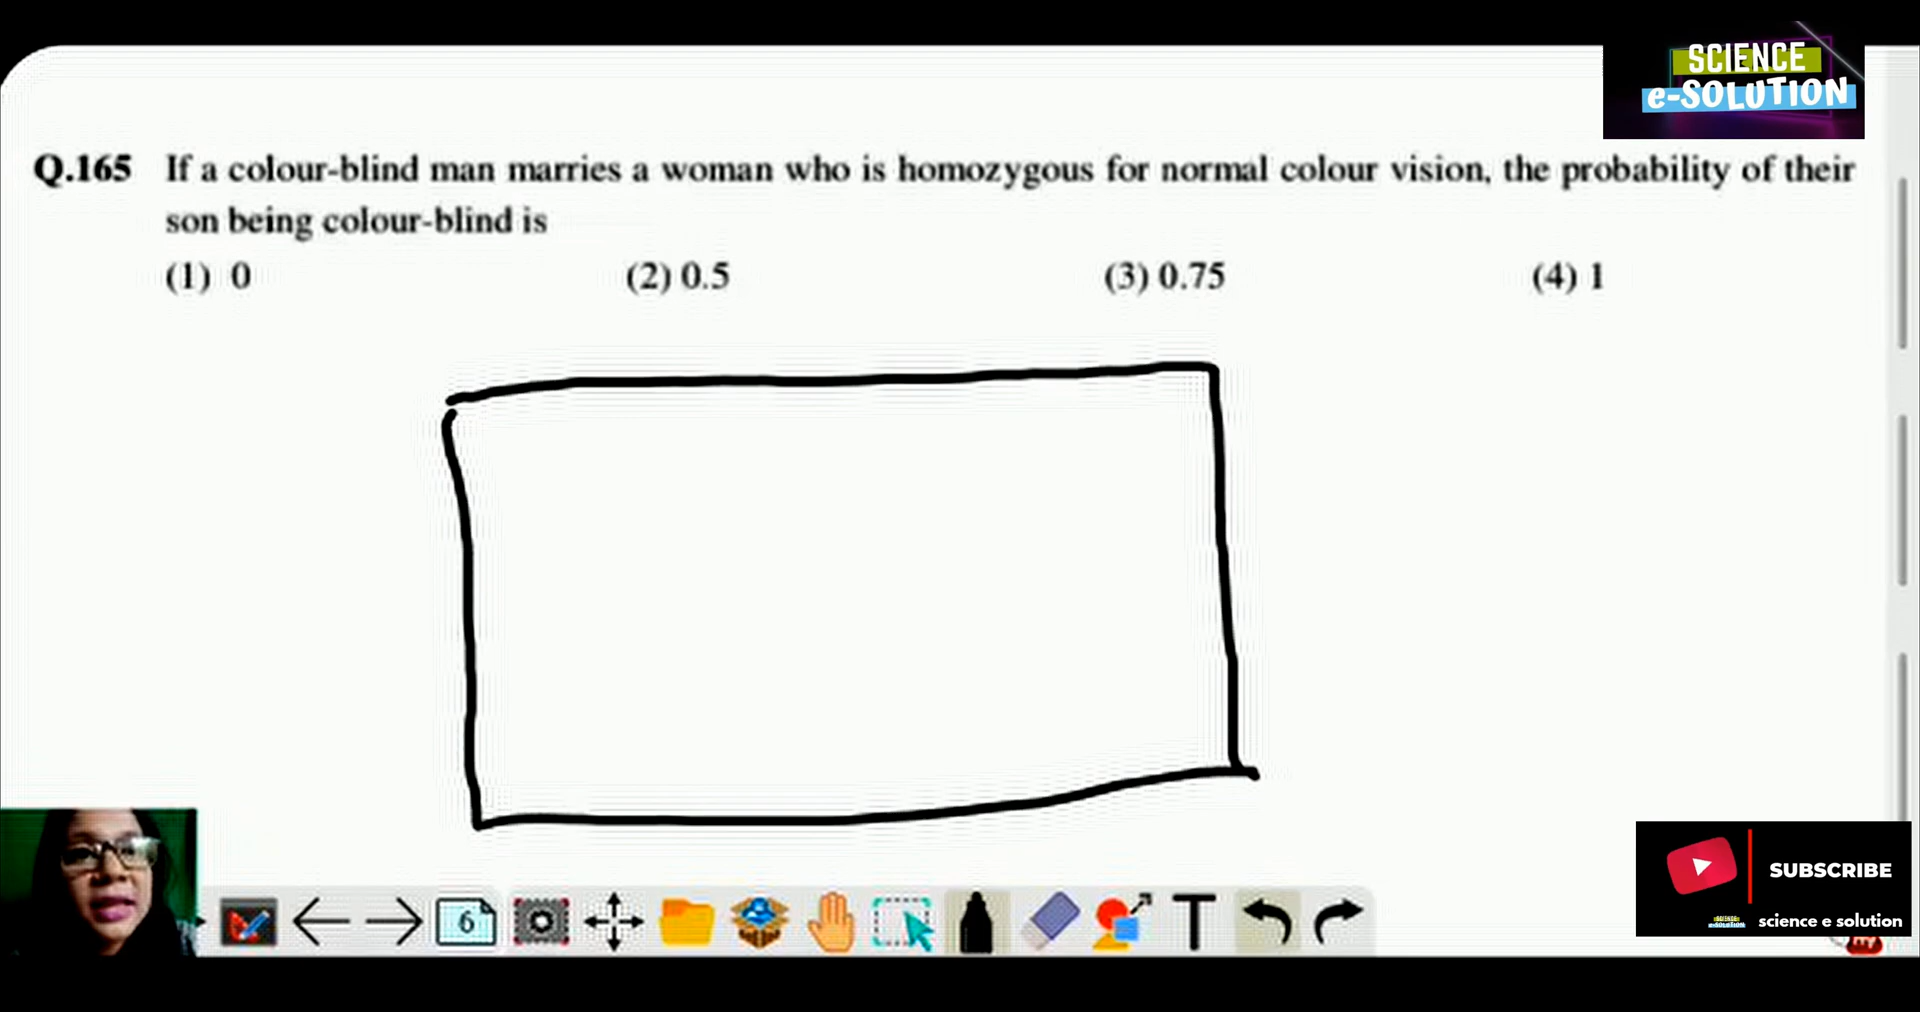 SCIENCE
e-SOLUTION
Q.165 If a colour-blind man marries a woman who is homozygous for normal colour vision, the probability of their
son being colour-blind is
(1) 0 (2) 0.5 (3) 0.75 (4) 1
6
T
SUBSCRIBE
science e solution